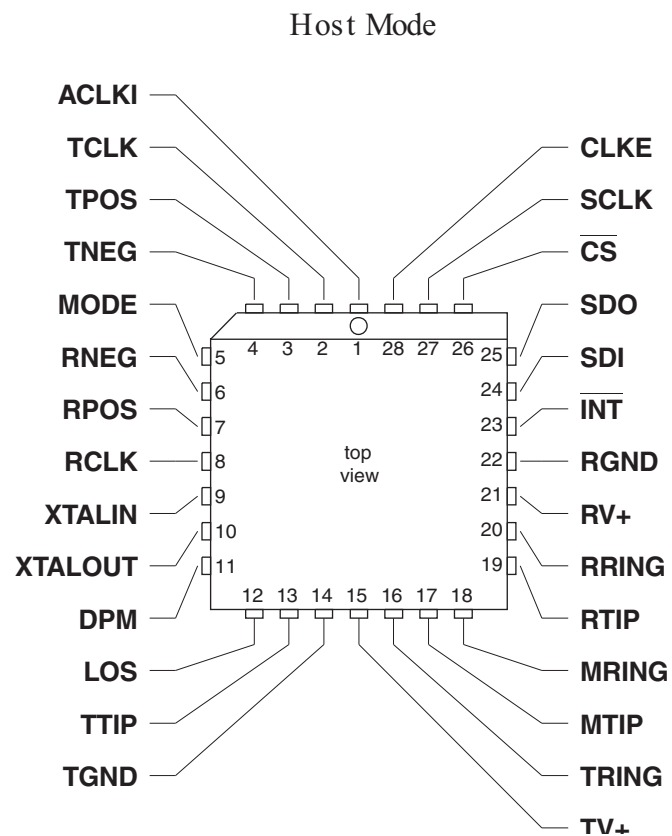 Host Mode
ACLKI
TCLK
TPOS
TNEG
MODE
RNEG
RPOS
RCLK
XTALIN
XTALOUT
DPM
LOS
TTIP
TGND
CLKE
SCLK
C̅S̅
SDO
SDI
I̅N̅T̅
RGND
RV+
RRING
RTIP
MRING
MTIP
TRING
TV+
4 3 2 1 28 27 26
5
6
7
8
9
10
11
25
24
23
22
21
20
19
top
view
12 13 14 15 16 17 18